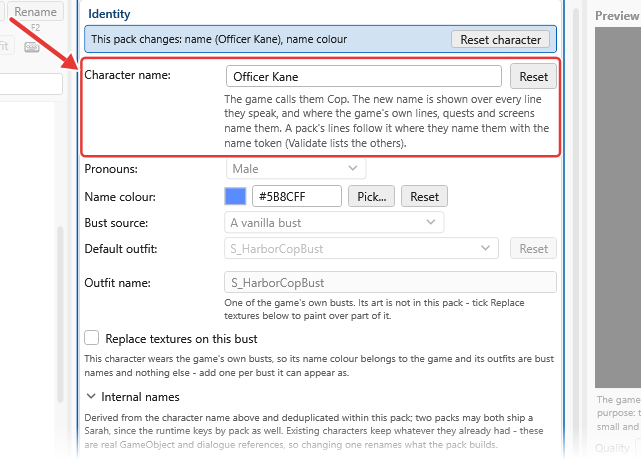 Rename
Identity
Preview
F2
This pack changes: name (Officer Kane), name colour
Reset character
fit
Character name:
Officer Kane
Reset
The game calls them Cop. The new name is shown over every line
they speak, and where the game's own lines, quests and screens
name them. A pack's lines follow it where they name them with the
name token (Validate lists the others).
Pronouns:
Male
Name colour:
#5B8CFF
Pick...
Reset
Bust source:
A vanilla bust
Default outfit:
S_HarborCopBust
Reset
Outfit name:
S_HarborCopBust
One of the game's own busts. Its art is not in this pack - tick Replace
textures below to paint over part of it.
Replace textures on this bust
This character wears the game's own busts, so its name colour belongs to the game and its outfits are bust
names and nothing else - add one per bust it can appear as.
Internal names
Derived from the character name above and deduplicated within this pack; two packs may both ship a
Sarah, since the runtime keys by pack as well. Existing characters keep whatever they already had - these
are real GameObject and dialogue references, so changing one renames what the pack builds.
The game
purpose: t
small and
Quality